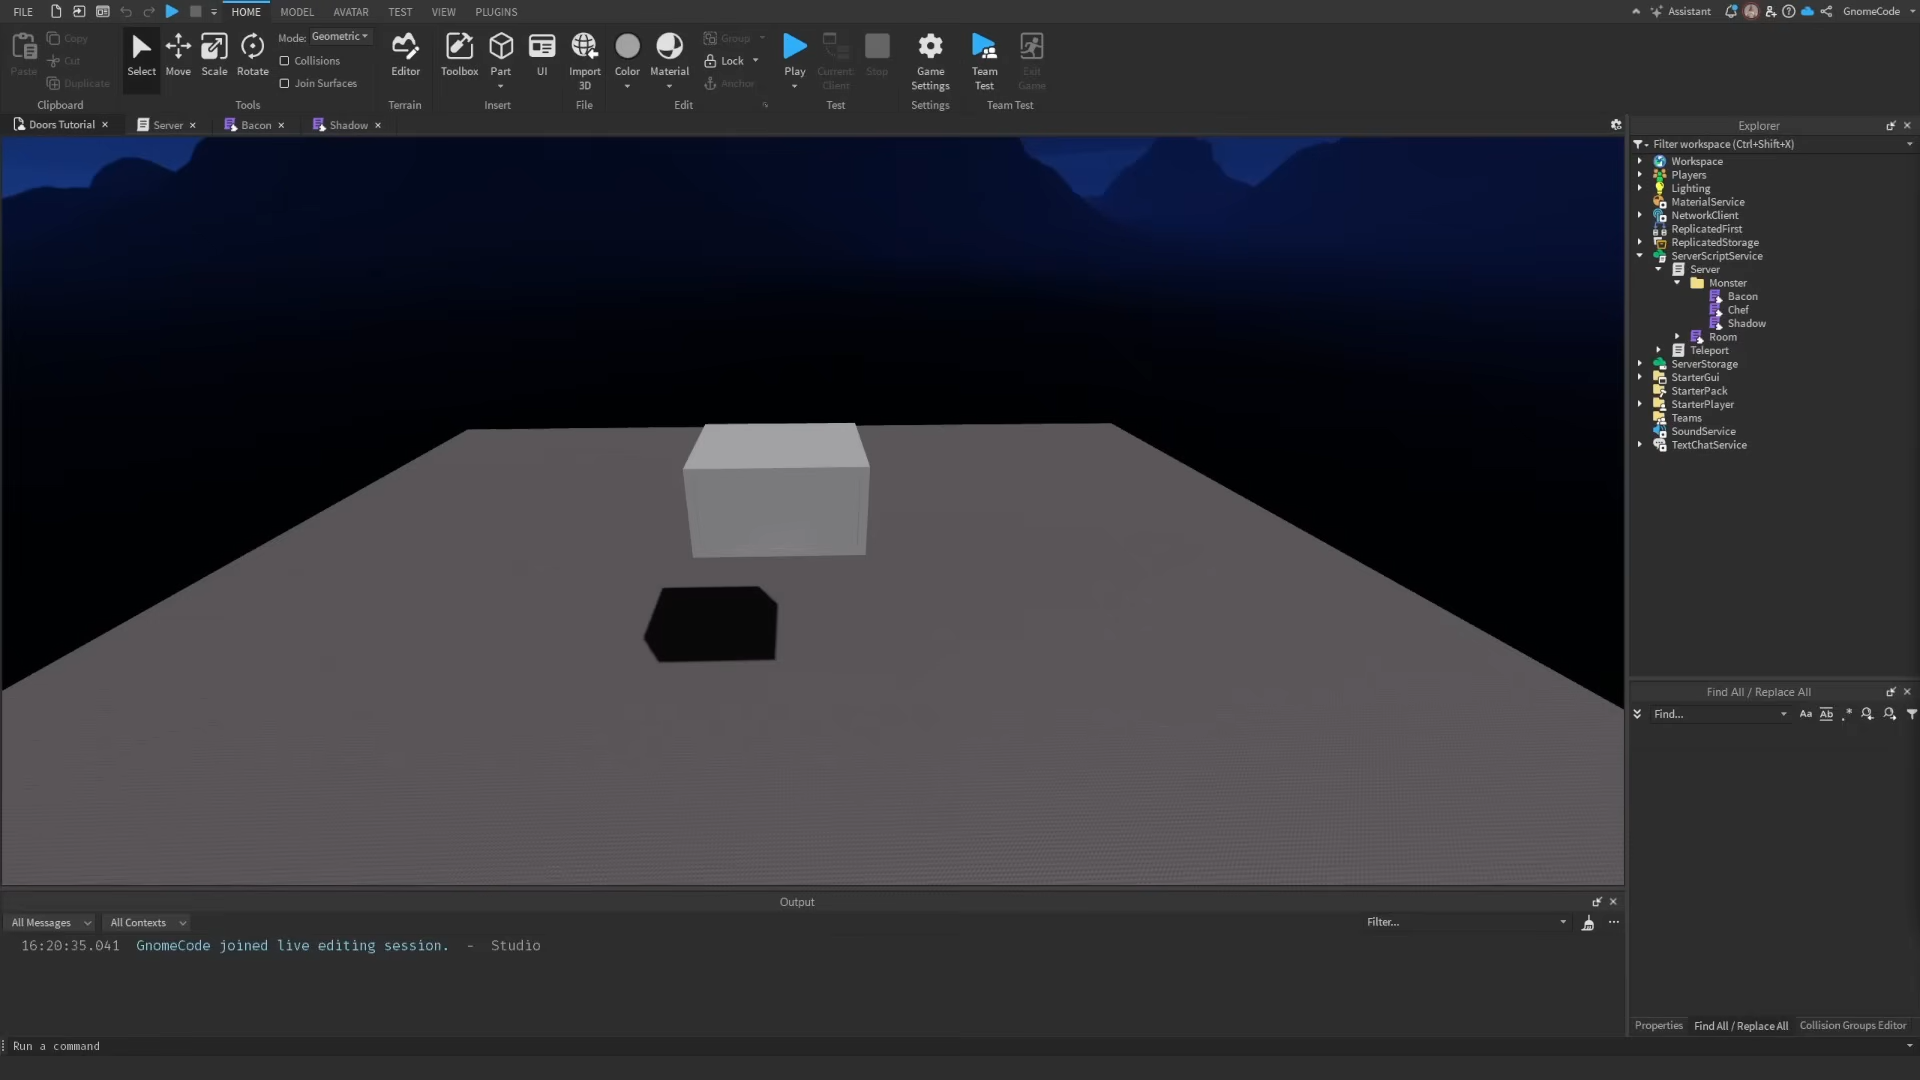 FILE HOME MODEL AVATAR TEST VIEW PLUGINS Assistant GnomeCode
Paste Copy Cut Duplicate Clipboard
Select Move Scale Rotate Mode: Geometric Collisions Join Surfaces Tools
Editor Terrain
Toolbox Part UI Insert
Import 3D File
Color Material Group Lock Anchor Edit
Play Current Client Stop Test
Game Settings Settings
Team Test Exit Game Team Test
Doors Tutorial Server Bacon Shadow
Explorer
Filter workspace (Ctrl+Shift+X)
Workspace
Players
Lighting
MaterialService
NetworkClient
ReplicatedFirst
ReplicatedStorage
ServerScriptService
Server
Monster
Bacon
Chef
Shadow
Room
Teleport
ServerStorage
StarterGui
StarterPack
StarterPlayer
Teams
SoundService
TextChatService
Find All / Replace All
Find... Aa Ab .*
Output
All Messages All Contexts Filter...
16:20:35.041 GnomeCode joined live editing session. - Studio
Properties Find All / Replace All Collision Groups Editor
Run a command